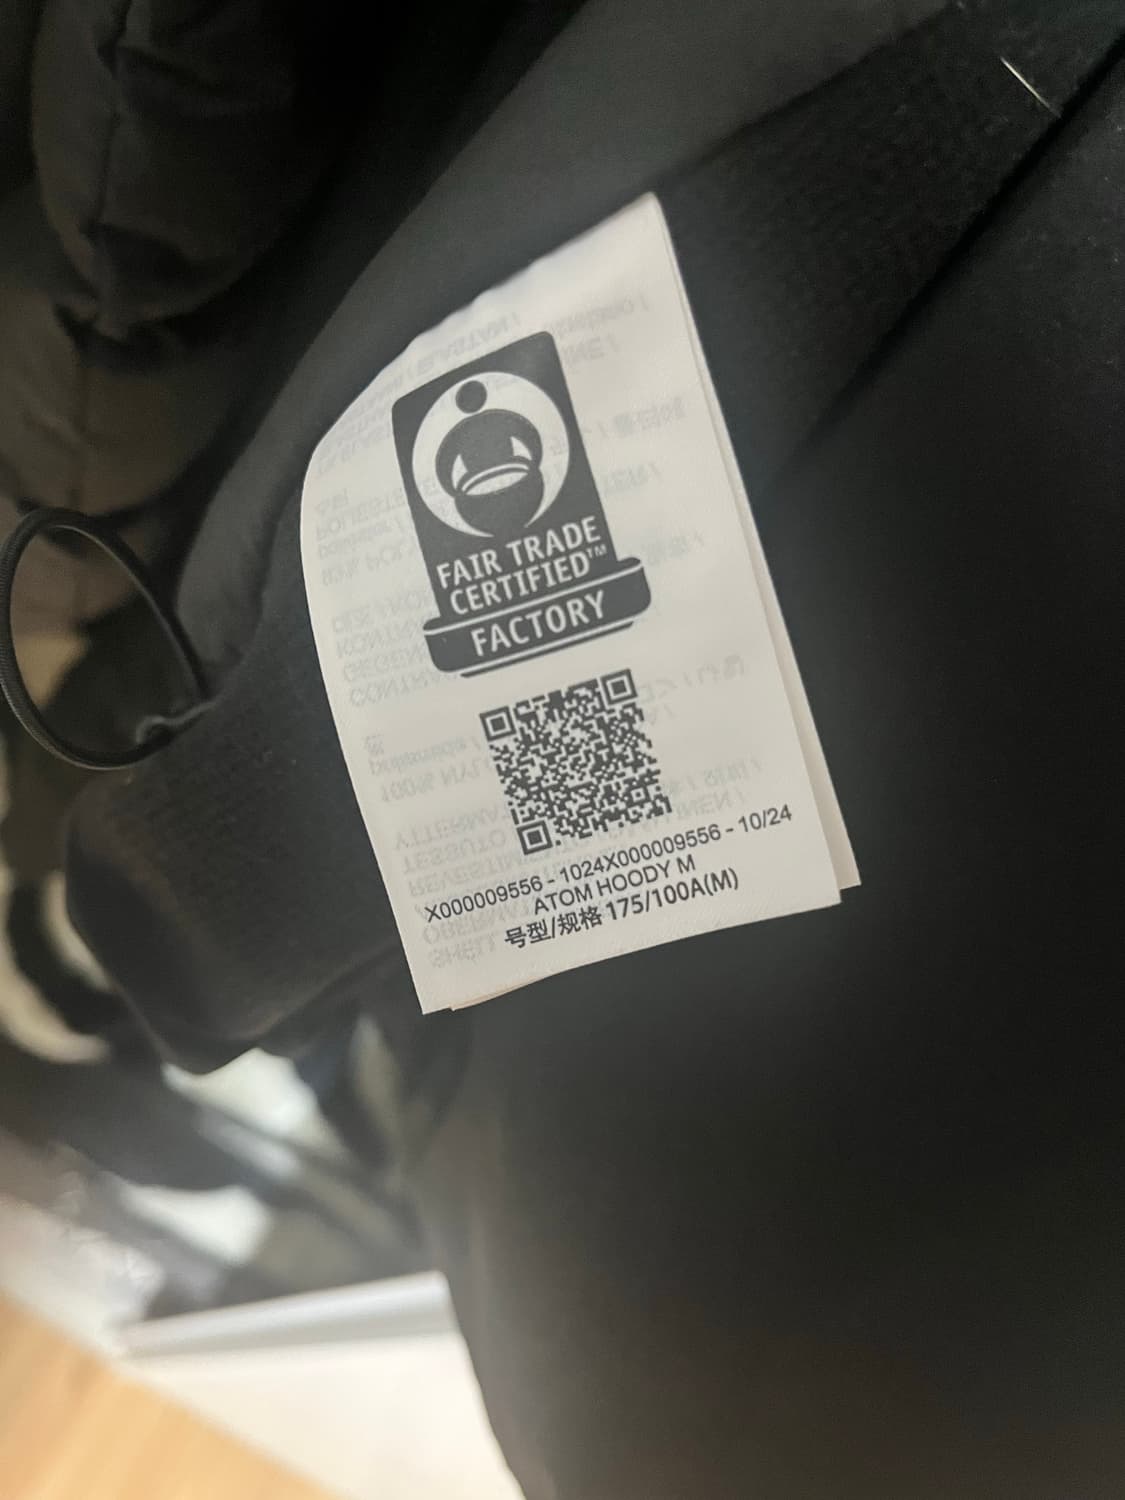 FAIR TRADE
CERTIFIED™
FACTORY
X000009556 - 1024X000009556 - 10/24
ATOM HOODY M
号型/规格 175/100A(M)